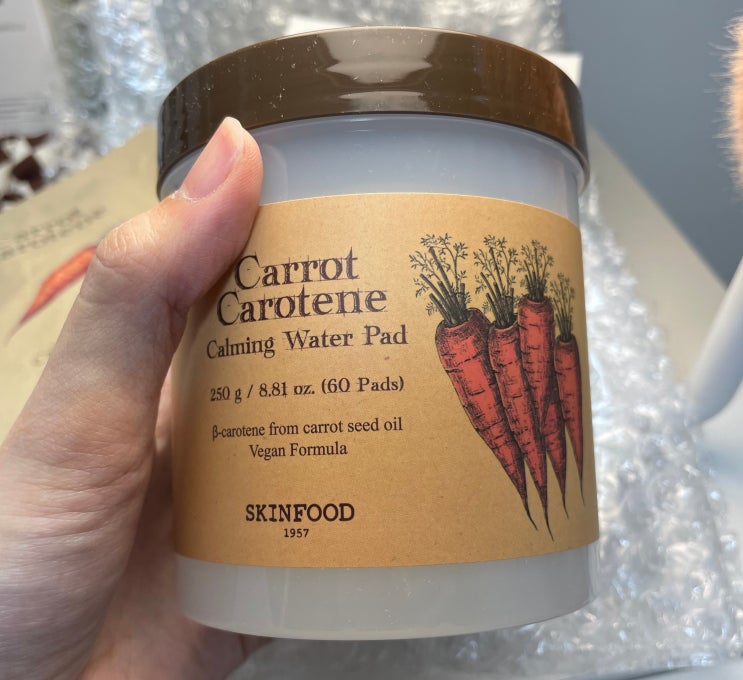 Carrot
Carotene
Calming Water Pad
250 g / 8.81 oz. (60 Pads)
β-carotene from carrot seed oil
Vegan Formula
SKINFOOD
1957